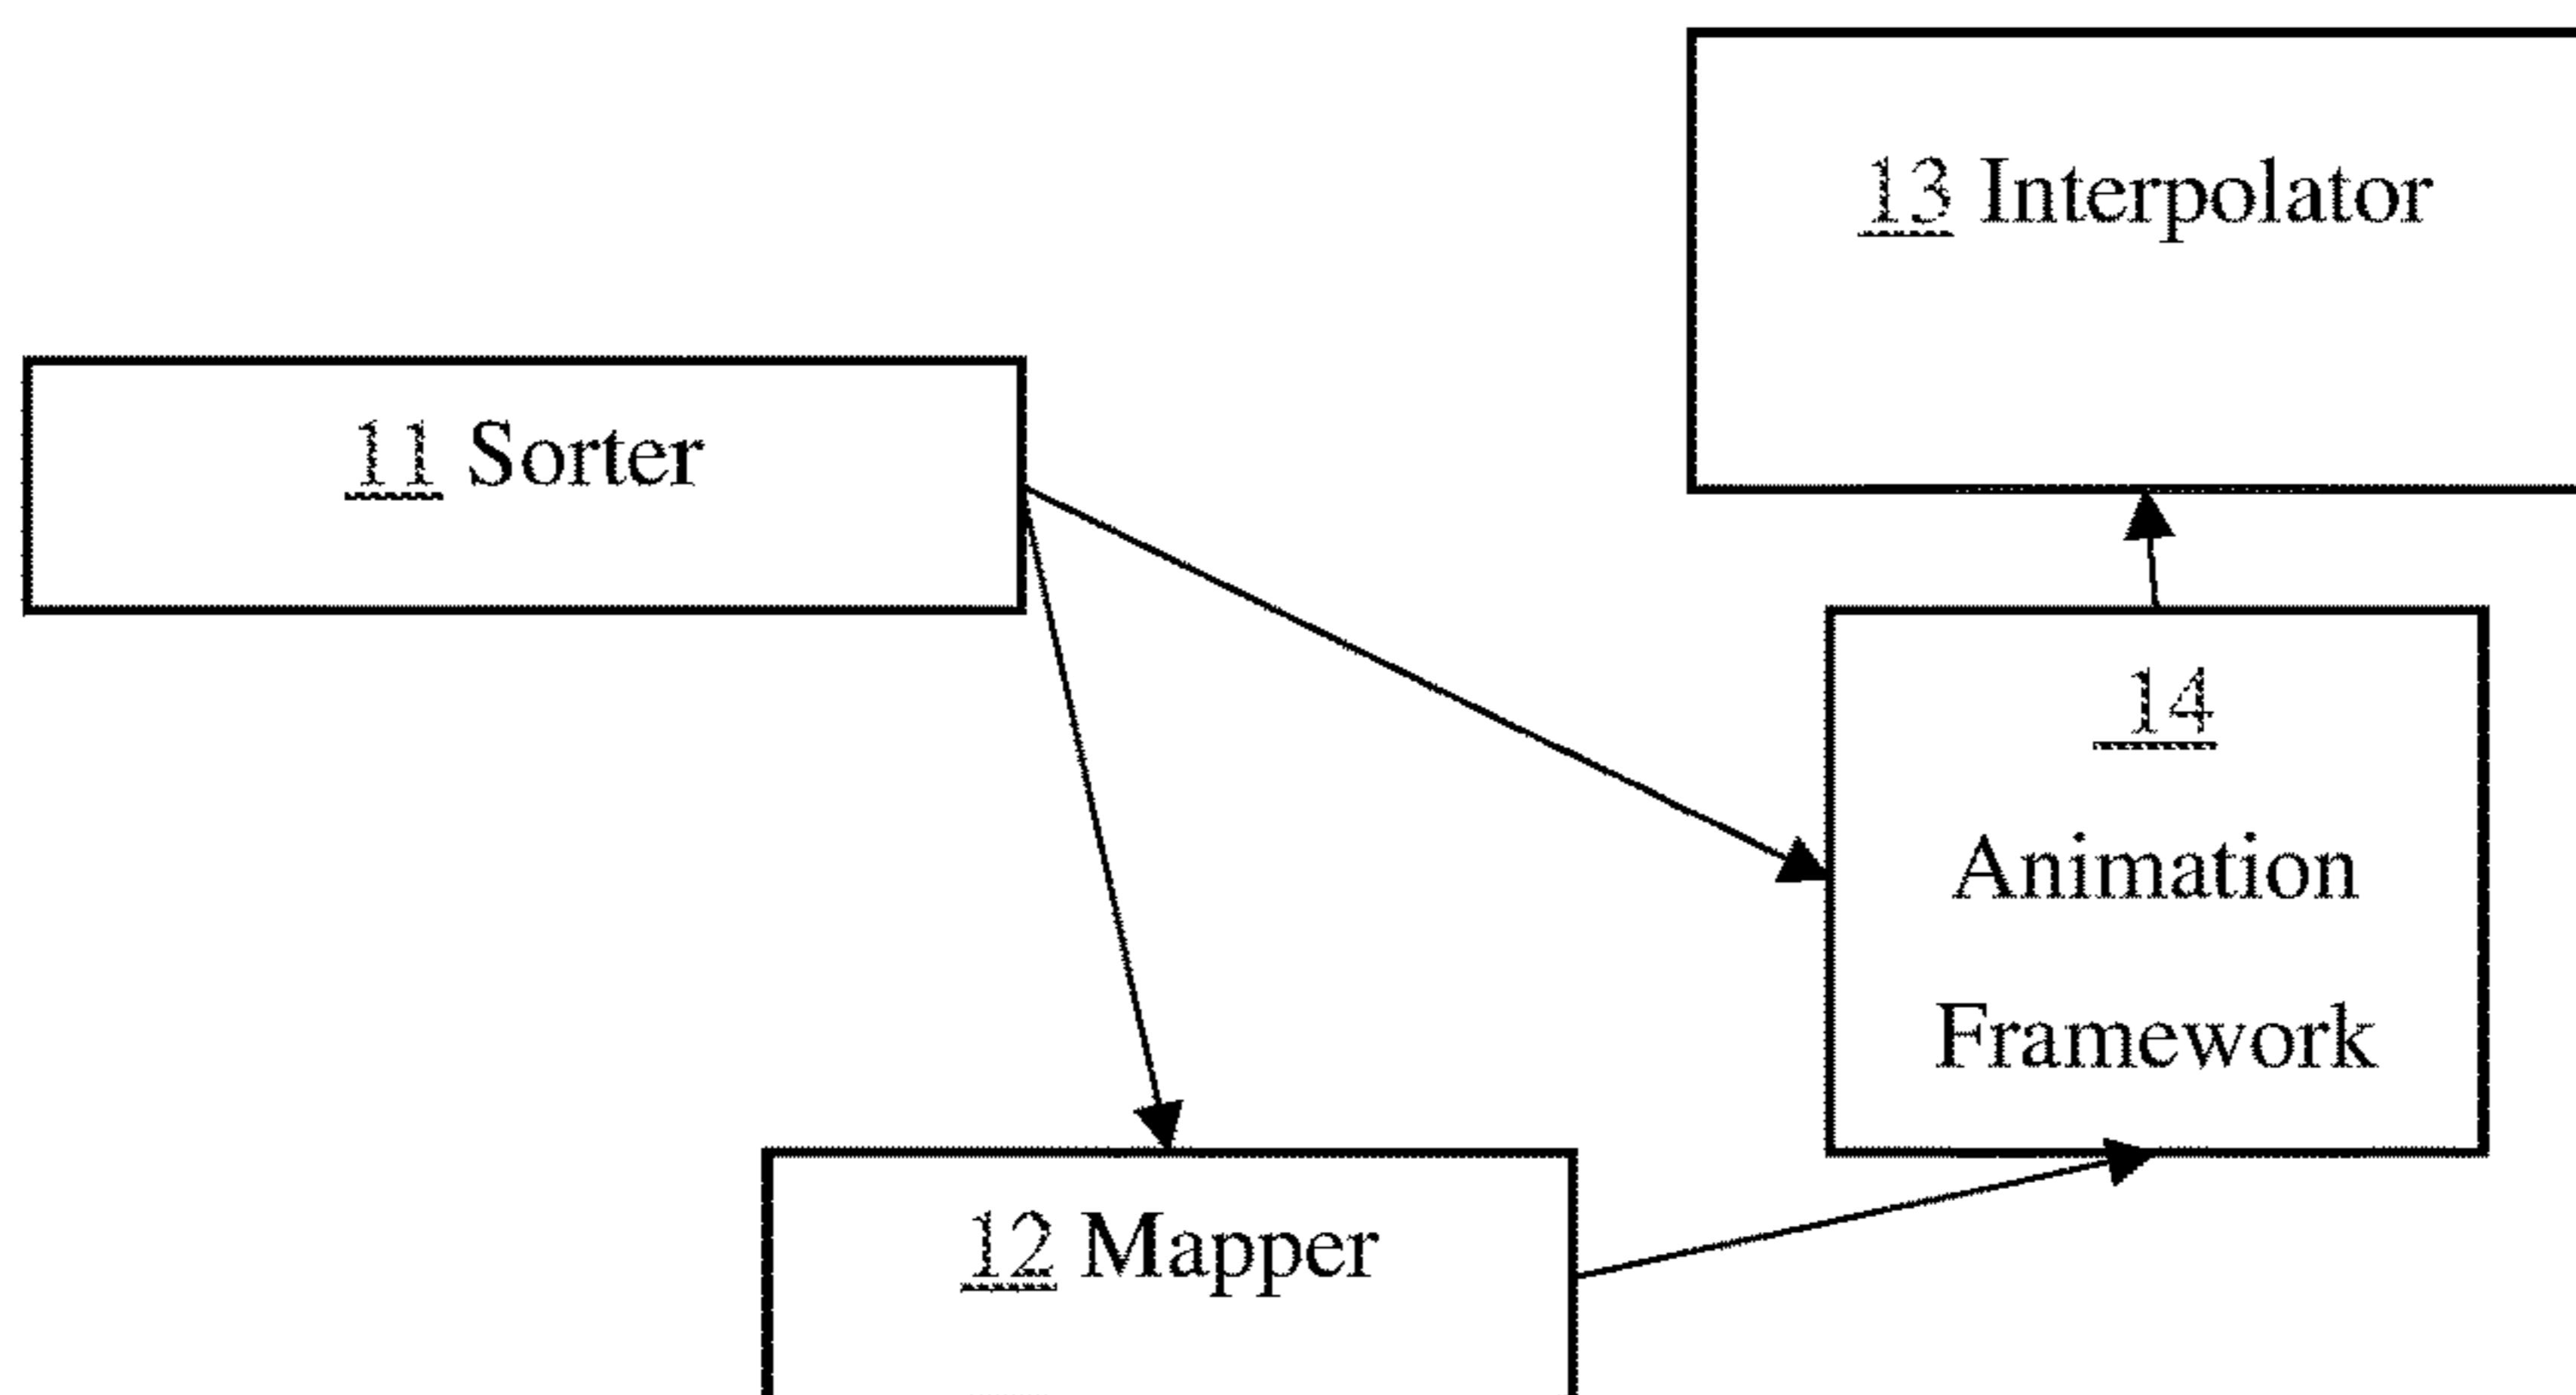 13 Interpolator
11 Sorter
14
Animation
Framework
12 Mapper